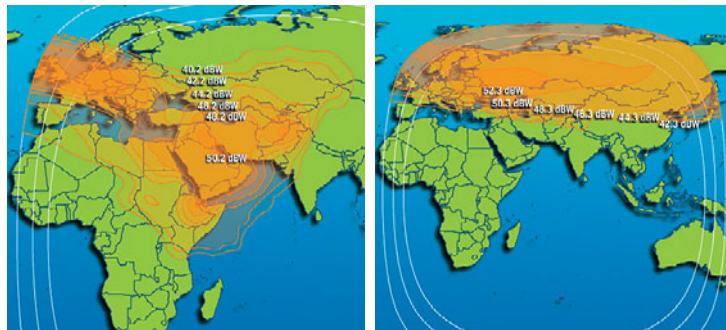 40.2 dBW
42.2 dBW
44.2 dBW
46.2 dBW
48.2 dBW
50.2 dBW
52.3 dBW
50.3 dBW
48.3 dBW
46.3 dBW
44.3 dBW
42.3 dBW